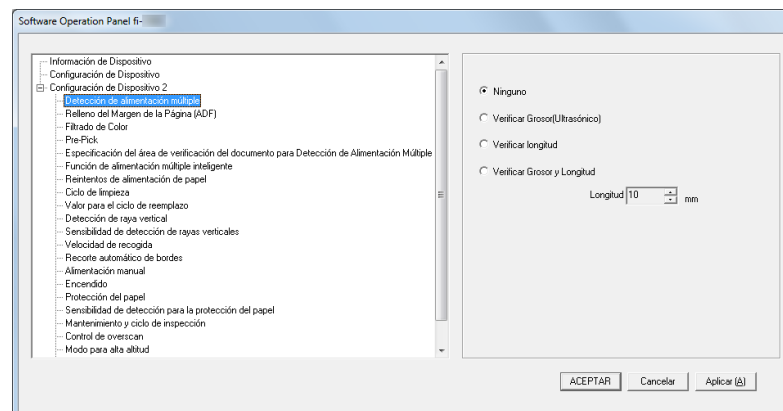 Software Operation Panel fi-
Información de Dispositivo
Configuración de Dispositivo
Configuración de Dispositivo 2
Detección de alimentación múltiple
Relleno del Margen de la Página (ADF)
Filtrado de Color
Pre-Pick
Especificación del área de verificación del documento para Detección de Alimentación Múltiple
Función de alimentación múltiple inteligente
Reintentos de alimentación de papel
Ciclo de limpieza
Valor para el ciclo de reemplazo
Detección de raya vertical
Sensibilidad de detección de rayas verticales
Velocidad de recogida
Recorte automático de bordes
Alimentación manual
Encendido
Protección del papel
Sensibilidad de detección para la protección del papel
Mantenimiento y ciclo de inspección
Control de overscan
Modo para alta altitud
Ninguno
Verificar Grosor(Ultrasónico)
Verificar longitud
Verificar Grosor y Longitud
Longitud 10 mm
ACEPTAR Cancelar Aplicar (A)